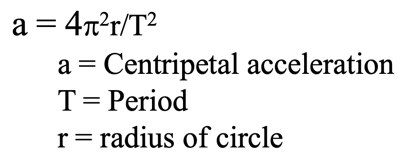 a = 4π²r/T²
a = Centripetal acceleration
T = Period
r = radius of circle